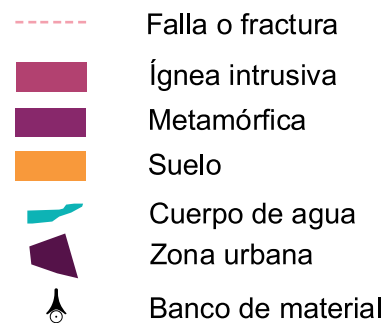 Falla o fractura
Ígnea intrusiva
Metamórfica
Suelo
Cuerpo de agua
Zona urbana
Banco de material